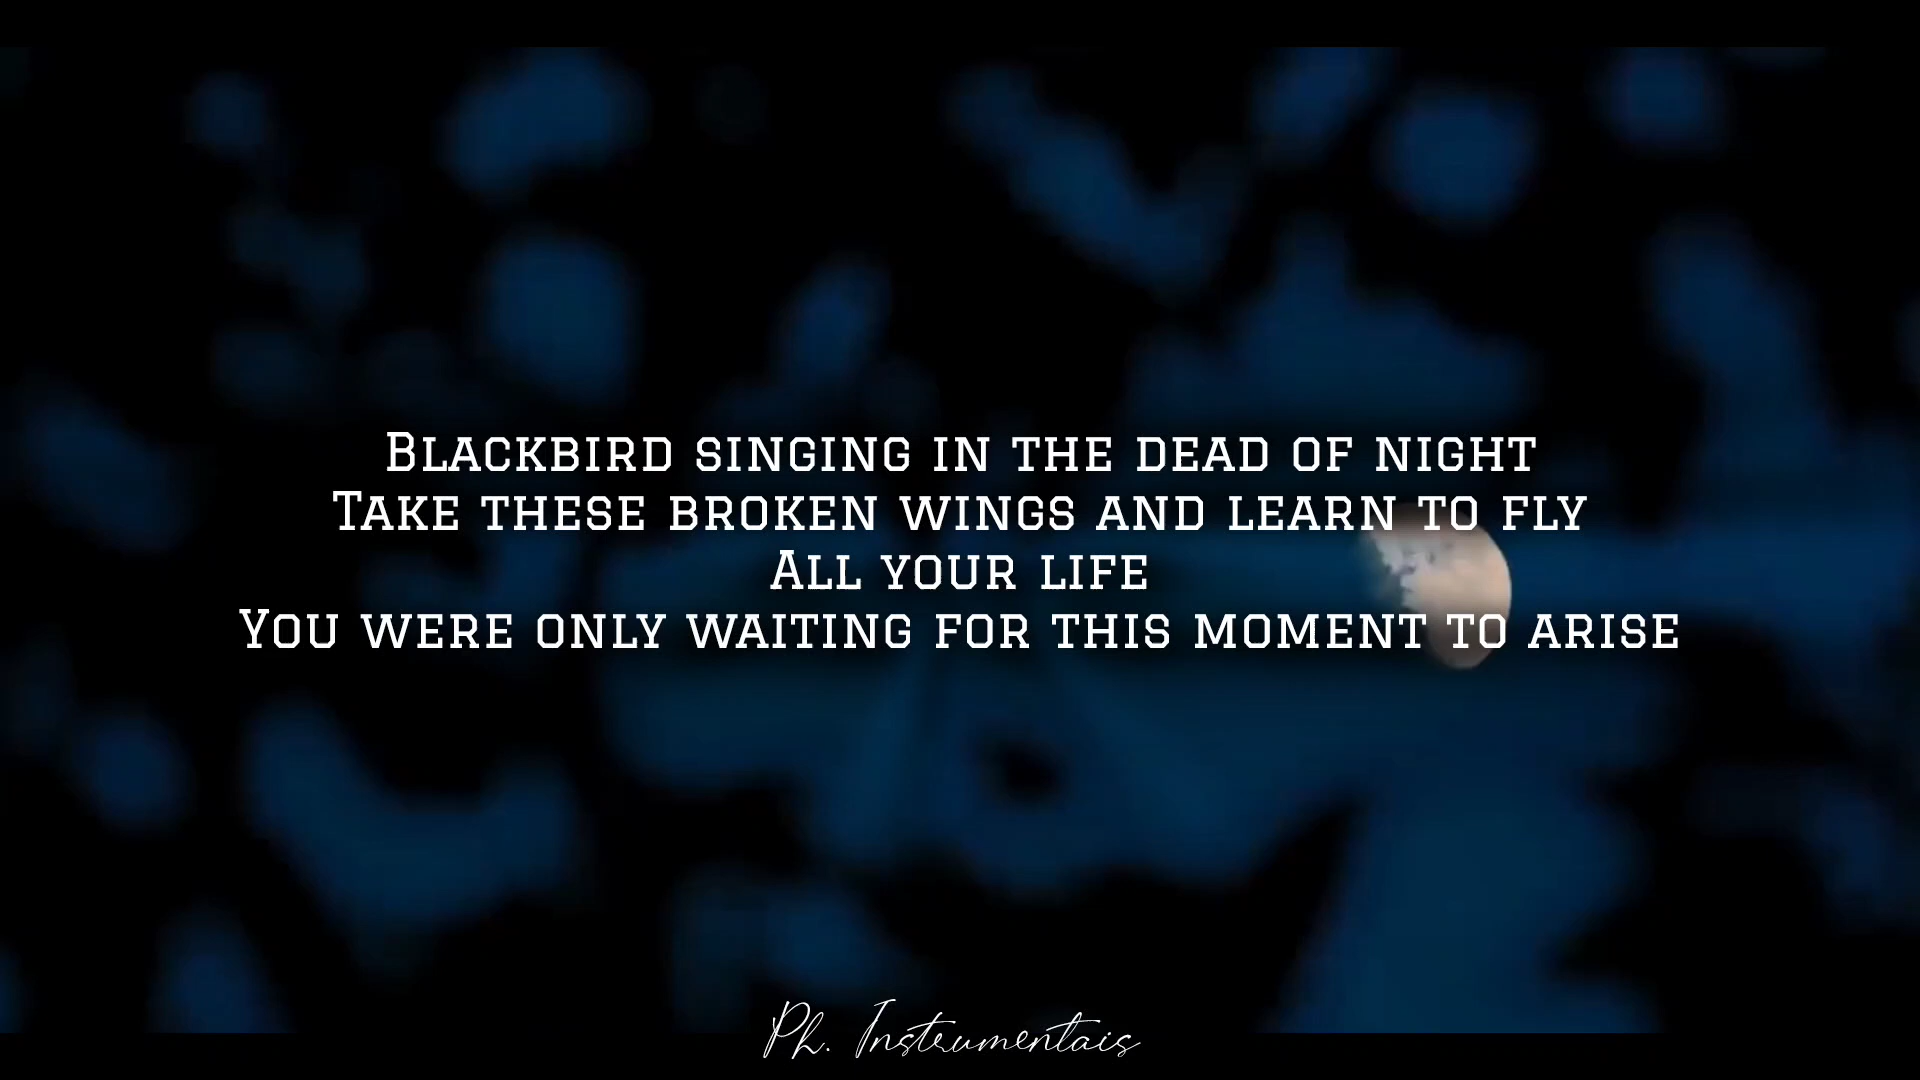 Blackbird singing in the dead of night
Take these broken wings and learn to fly
All your life
You were only waiting for this moment to arise
Ph. Instrumentais